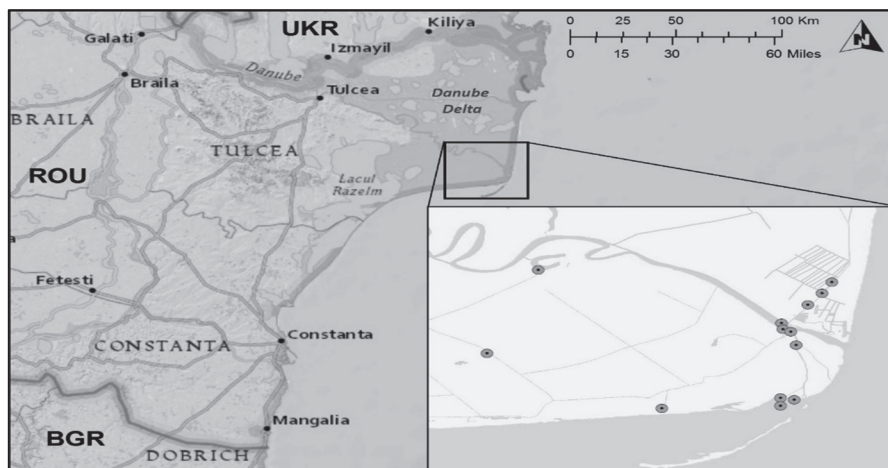 UKR
Kiliya
Galati
Izmayil
Danube
Braila
Tulcea
Danube
Delta
BRAILA
TULCEA
ROU
Lacul
Razelm
a
Fetesti
Constanta
CONSTANTA
Mangalia
BGR
DOBRICH
0 25 50 100 Km
0 15 30 60 Miles
N